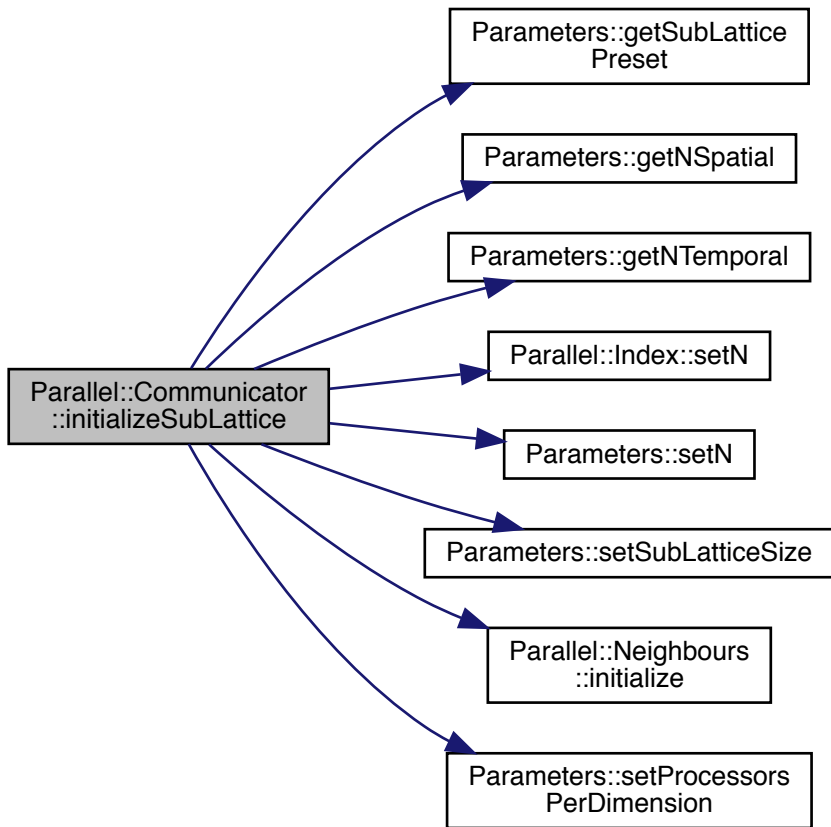 Parameters::getSubLattice
Preset
Parameters::getNSpatial
Parameters::getNTemporal
Parallel::Index::setN
Parallel::Communicator
::initializeSubLattice
Parameters::setN
Parameters::setSubLatticeSize
Parallel::Neighbours
::initialize
Parameters::setProcessors
PerDimension